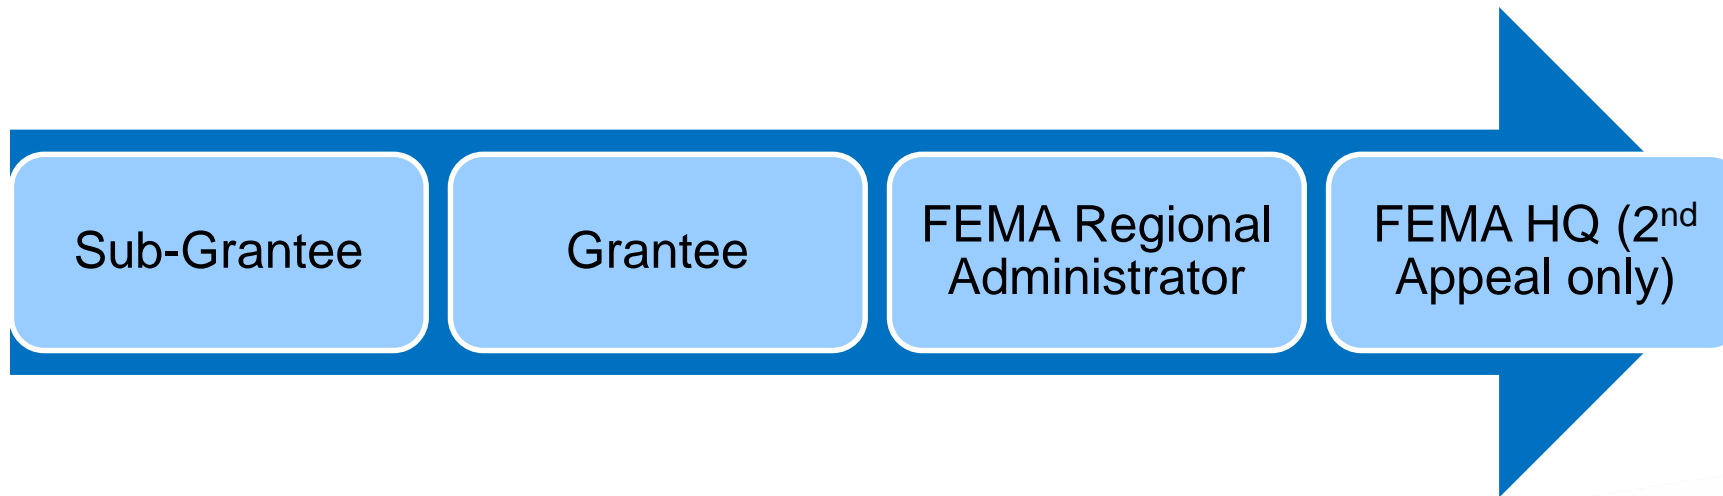 Sub-Grantee
Grantee
FEMA Regional
Administrator
FEMA HQ (2nd
Appeal only)